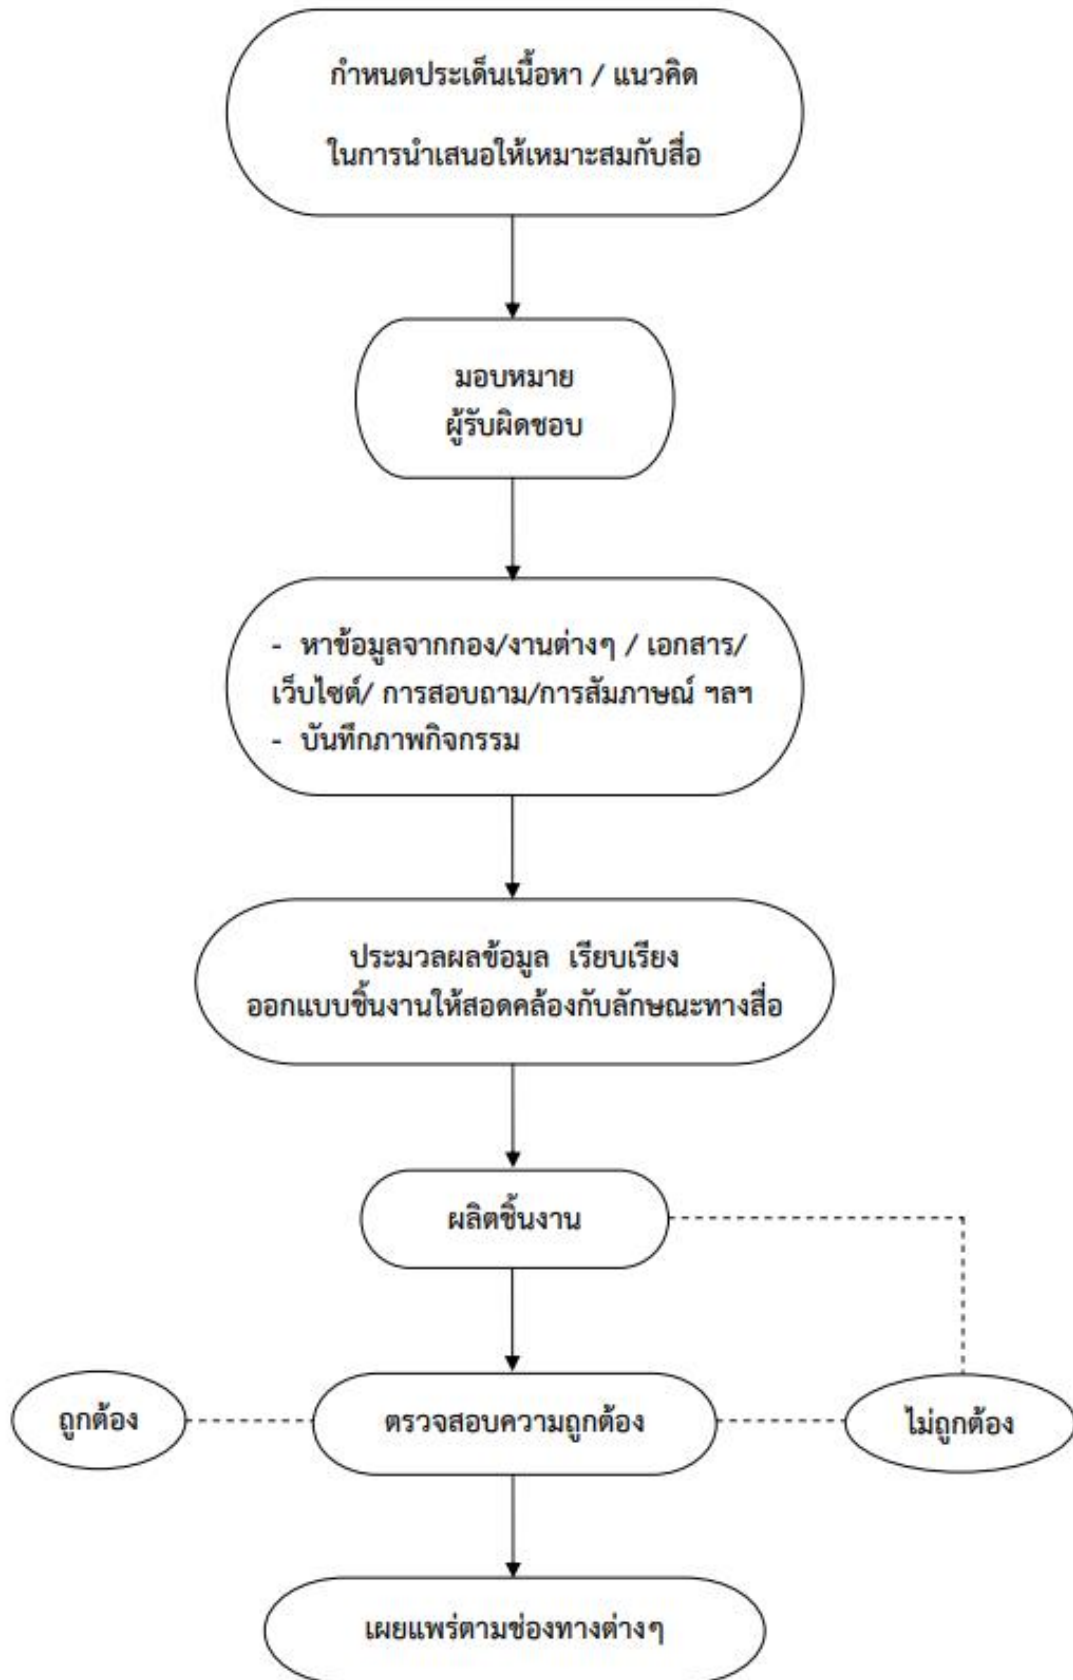 กำหนดประเด็นเนื้อหา / แนวคิด
ในการนำเสนอให้เหมาะสมกับสื่อ
มอบหมาย
ผู้รับผิดชอบ
- หาข้อมูลจากกอง/งานต่างๆ / เอกสาร/
เว็บไซต์/ การสอบถาม/การสัมภาษณ์ ฯลฯ
- บันทึกภาพกิจกรรม
ประมวลผลข้อมูล เรียบเรียง
ออกแบบชิ้นงานให้สอดคล้องกับลักษณะทางสื่อ
ผลิตชิ้นงาน
ถูกต้อง
ตรวจสอบความถูกต้อง
ไม่ถูกต้อง
เผยแพร่ตามช่องทางต่างๆ